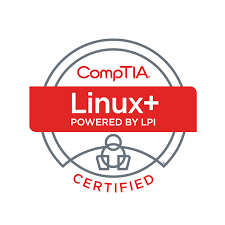 CompTIA.
Linux+
POWERED BY LPI
CERTIFIED